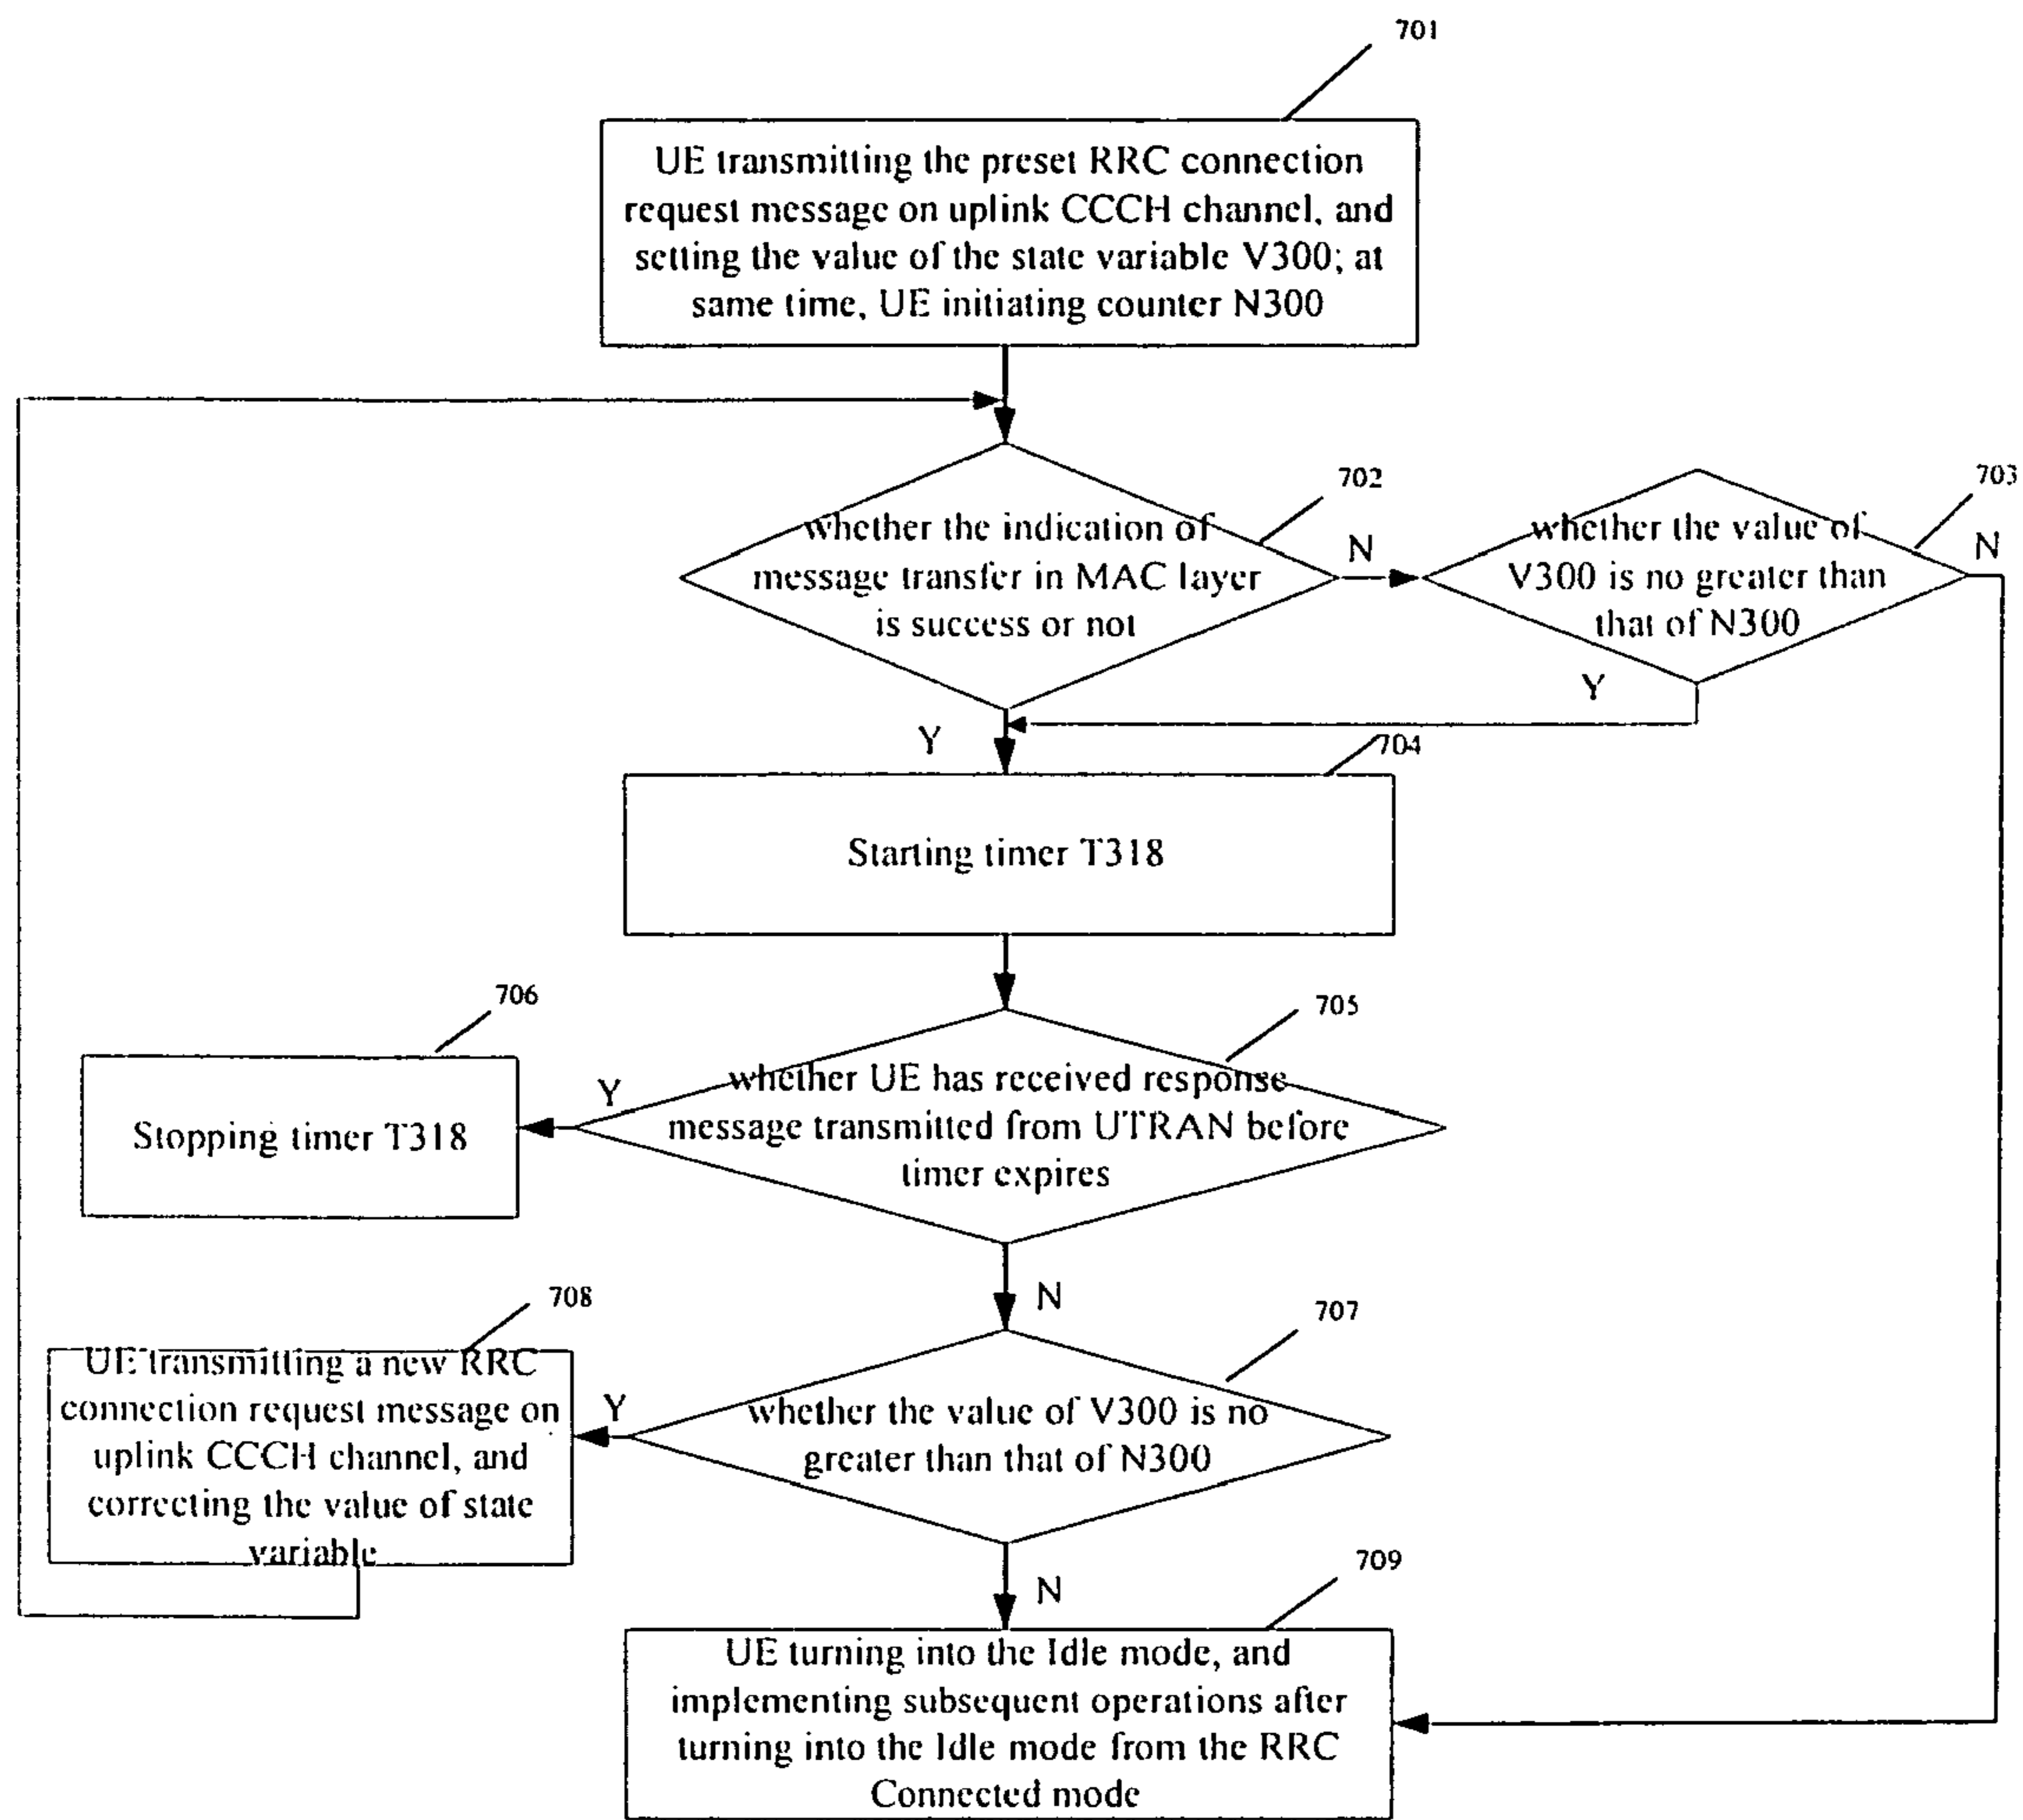 701
UE transmitting the preset RRC connection
request message on uplink CCCH channel, and
setting the value of the state variable V300; at
same time, UE initiating counter N300
702
whether the indication of
message transfer in MAC layer
is success or not
N
703
whether the value of
V300 is no greater than
that of N300
N
Y
Y
704
Starting timer T318
706
Stopping timer T318
Y
705
whether UE has received response
message transmitted from UTRAN before
timer expires
N
708
UE transmitting a new RRC
connection request message on
uplink CCCH channel, and
correcting the value of state
variable
Y
707
whether the value of V300 is no
greater than that of N300
N
709
UE turning into the Idle mode, and
implementing subsequent operations after
turning into the Idle mode from the RRC
Connected mode